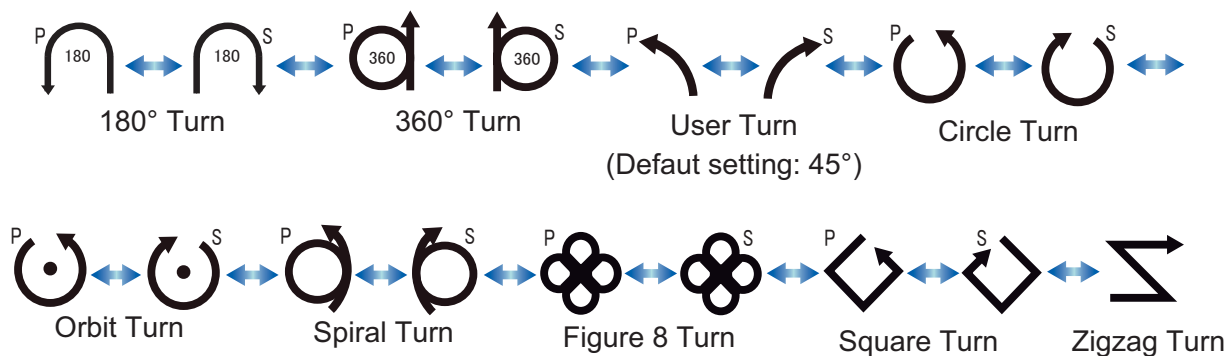 P 180 180 S P 360 360 S P S P S
180° Turn 360° Turn User Turn Circle Turn
(Defaut setting: 45°)
P S P S P S P S
Orbit Turn Spiral Turn Figure 8 Turn Square Turn Zigzag Turn